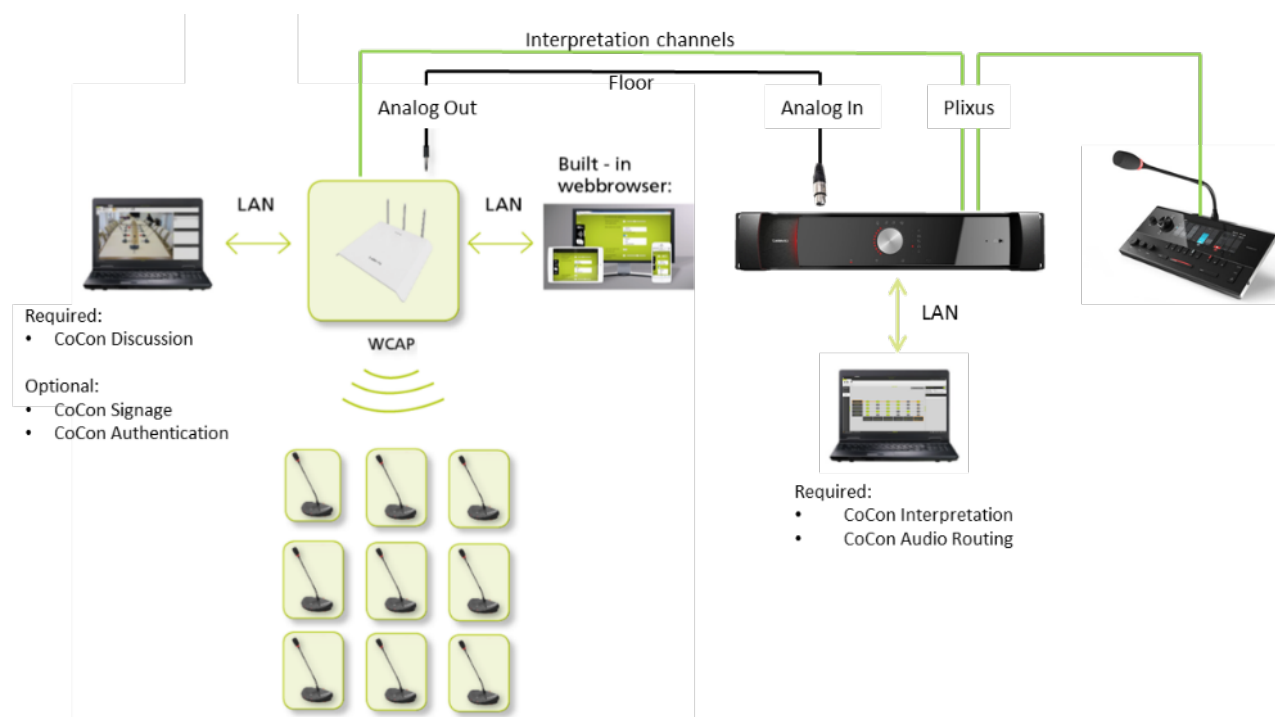 Interpretation channels
Floor
Analog Out
Analog In
Plixus
Built - in
webbrowser:
LAN
LAN
LAN
WCAP
Required:
• CoCon Discussion
Optional:
• CoCon Signage
• CoCon Authentication
Required:
• CoCon Interpretation
• CoCon Audio Routing